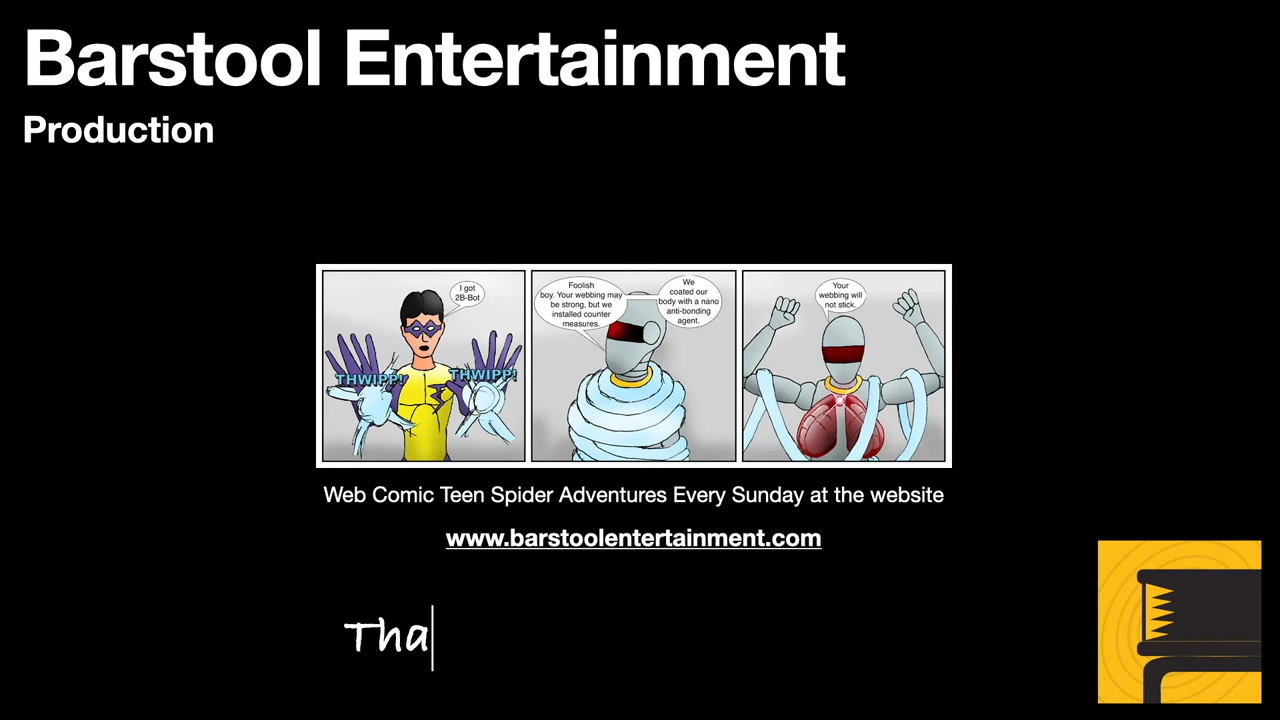 Barstool Entertainment
Production
I got
2B-Bot
THWIPP!
THWIPP!
Foolish
boy. Your webbing may
be strong, but we
installed counter
measures.
We
coated our
body with a nano
anti-bonding
agent.
Your
webbing will
not stick.
Web Comic Teen Spider Adventures Every Sunday at the website
www.barstoolentertainment.com
Tha